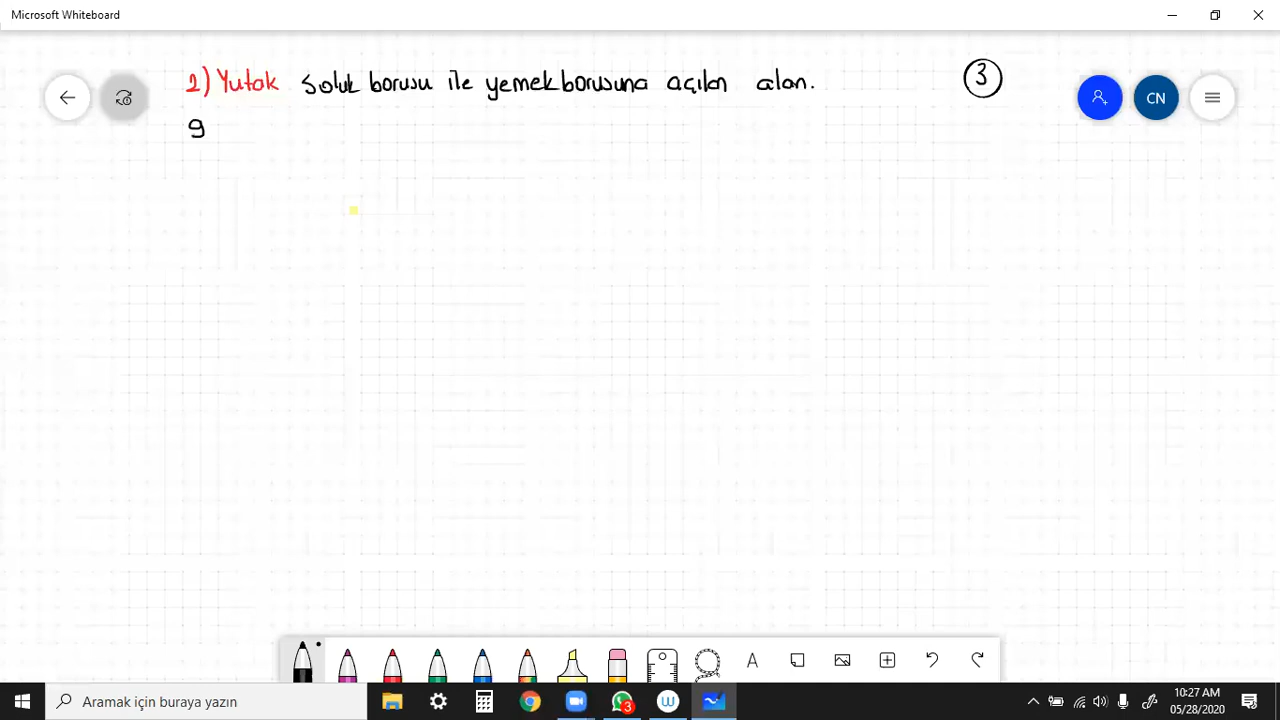 Microsoft Whiteboard
2) Yutak soluk borusu ile yemekborusuna açılan alan.
3
CN
g
A
Aramak için buraya yazın
3
W
10:27 AM
05/28/2020